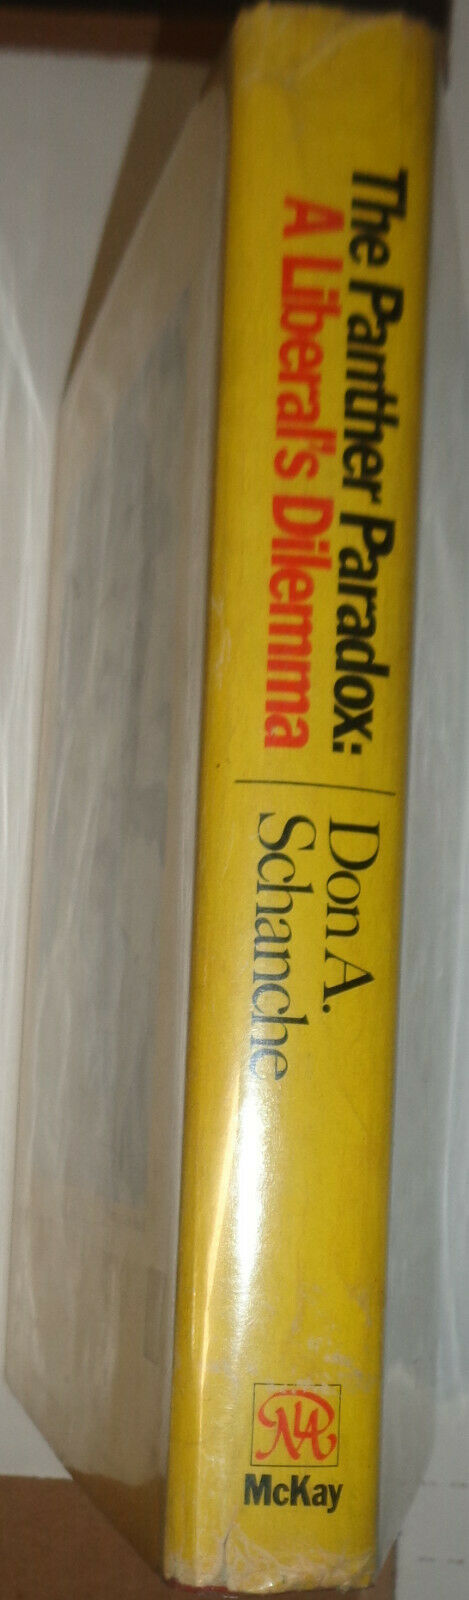 The Panther Paradox:
A Liberal's Dilemma
Don A.
Schanche
McKay